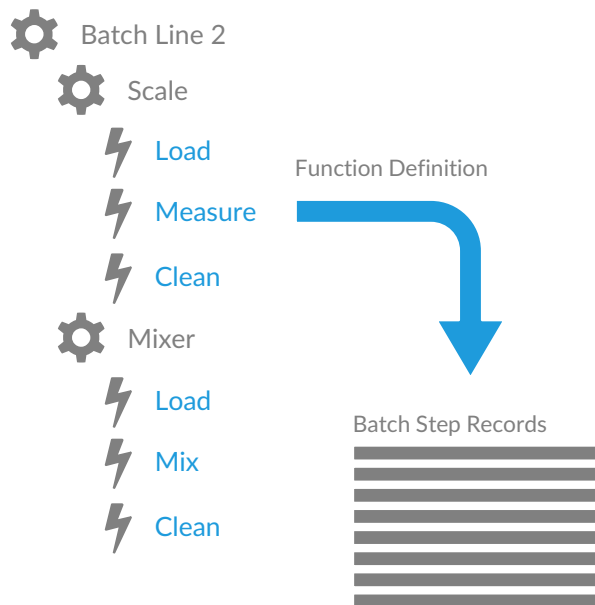 Batch Line 2
Scale
Load
Function Definition
Measure
Clean
Mixer
Load
Batch Step Records
Mix
Clean